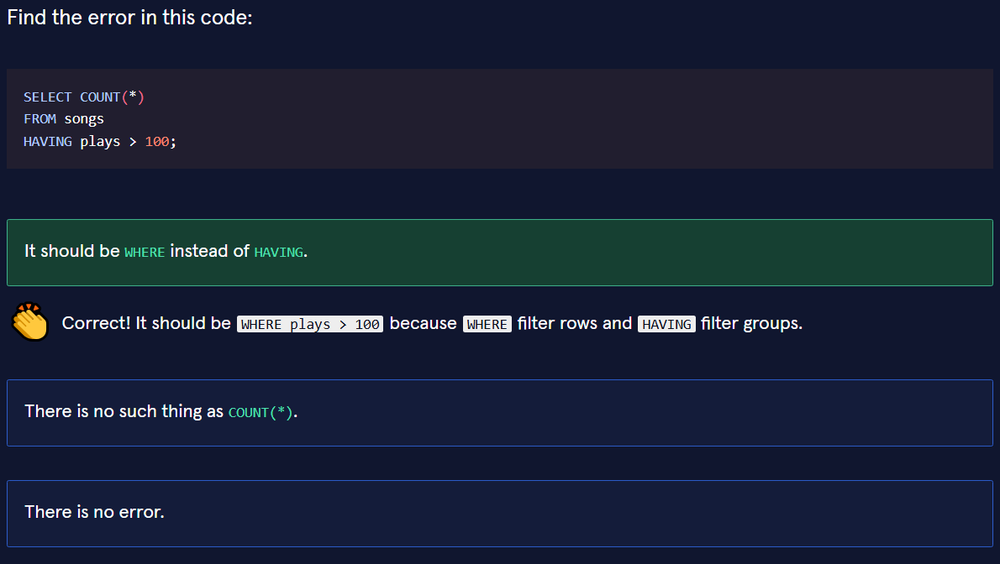 Find the error in this code:
SELECT COUNT(*)
FROM songs
HAVING plays > 100;
It should be WHERE instead of HAVING.
Correct! It should be WHERE plays > 100 because WHERE filter rows and HAVING filter groups.
There is no such thing as COUNT(*).
There is no error.